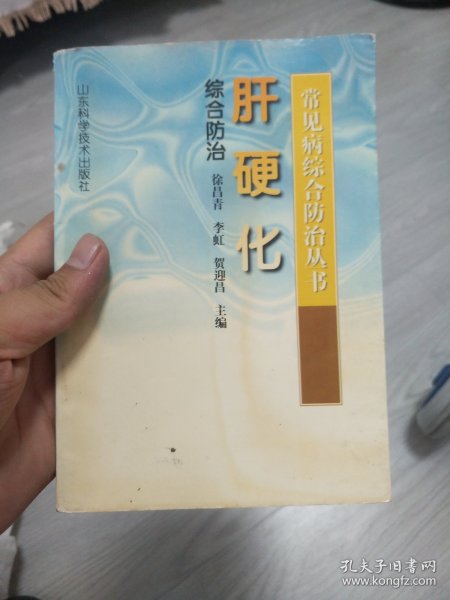 常见病综合防治丛书
肝硬化
综合防治
徐昌青 李虹 贺迎昌 主编
山东科学技术出版社
孔夫子旧书网
www.kongfz.com